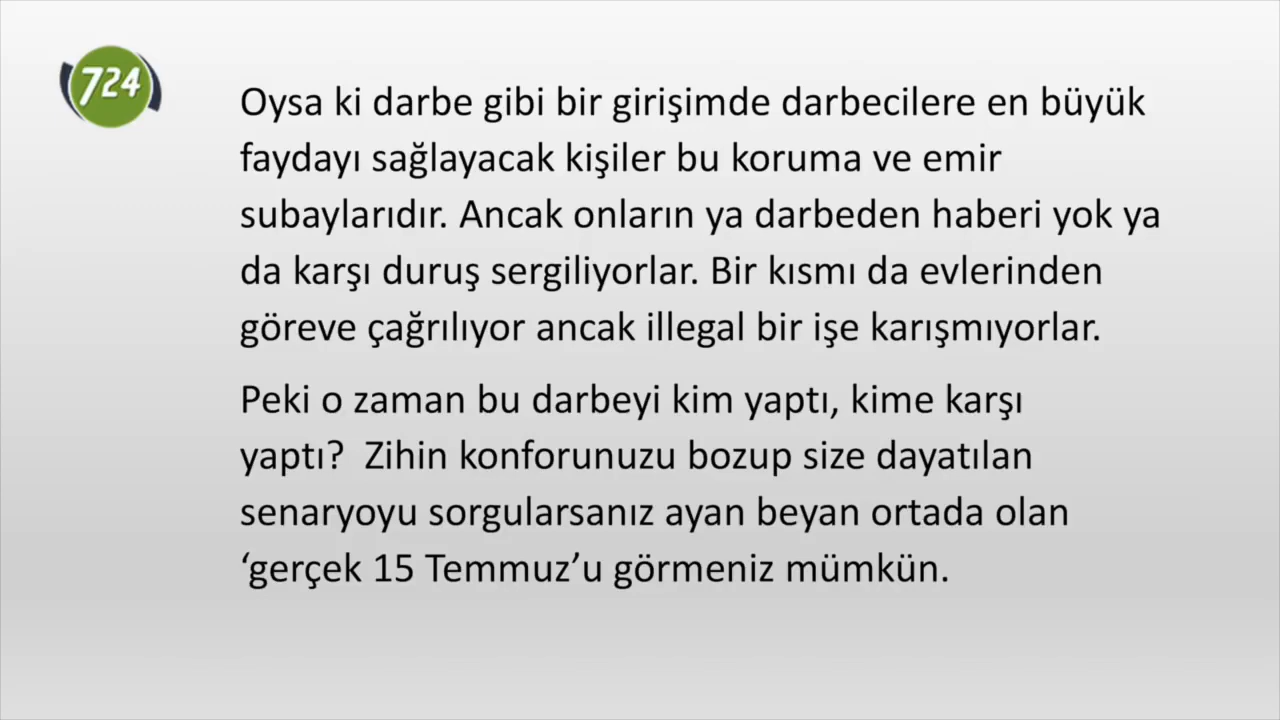 724
Oysa ki darbe gibi bir girişimde darbecilere en büyük
faydayı sağlayacak kişiler bu koruma ve emir
subaylarıdır. Ancak onların ya darbeden haberi yok ya
da karşı duruş sergiliyorlar. Bir kısmı da evlerinden
göreve çağrılıyor ancak illegal bir işe karışmıyorlar.
Peki o zaman bu darbeyi kim yaptı, kime karşı
yaptı?  Zihin konforunuzu bozup size dayatılan
senaryoyu sorgularsanız ayan beyan ortada olan
‘gerçek 15 Temmuz’u görmeniz mümkün.